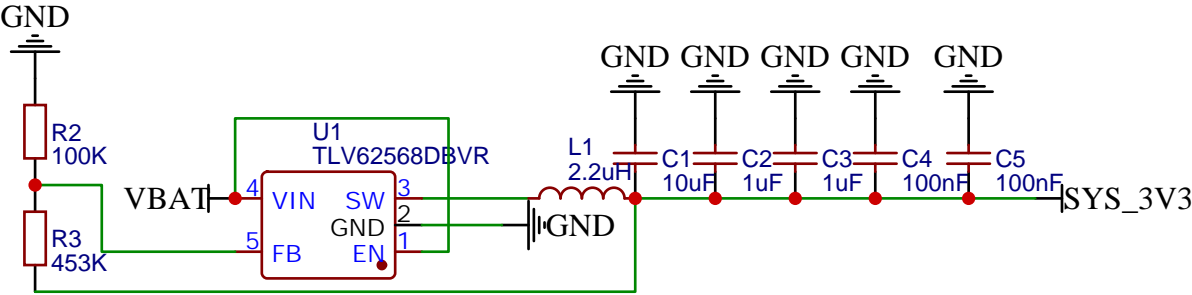 GND
GND GND GND GND GND
R2
100K
U1
TLV62568DBVR
L1
2.2uH
C1
10uF
C2
1uF
C3
1uF
C4
100nF
C5
100nF
VBAT
4
VIN
SW
3
GND
2
GND
SYS_3V3
R3
453K
5
FB
EN
1